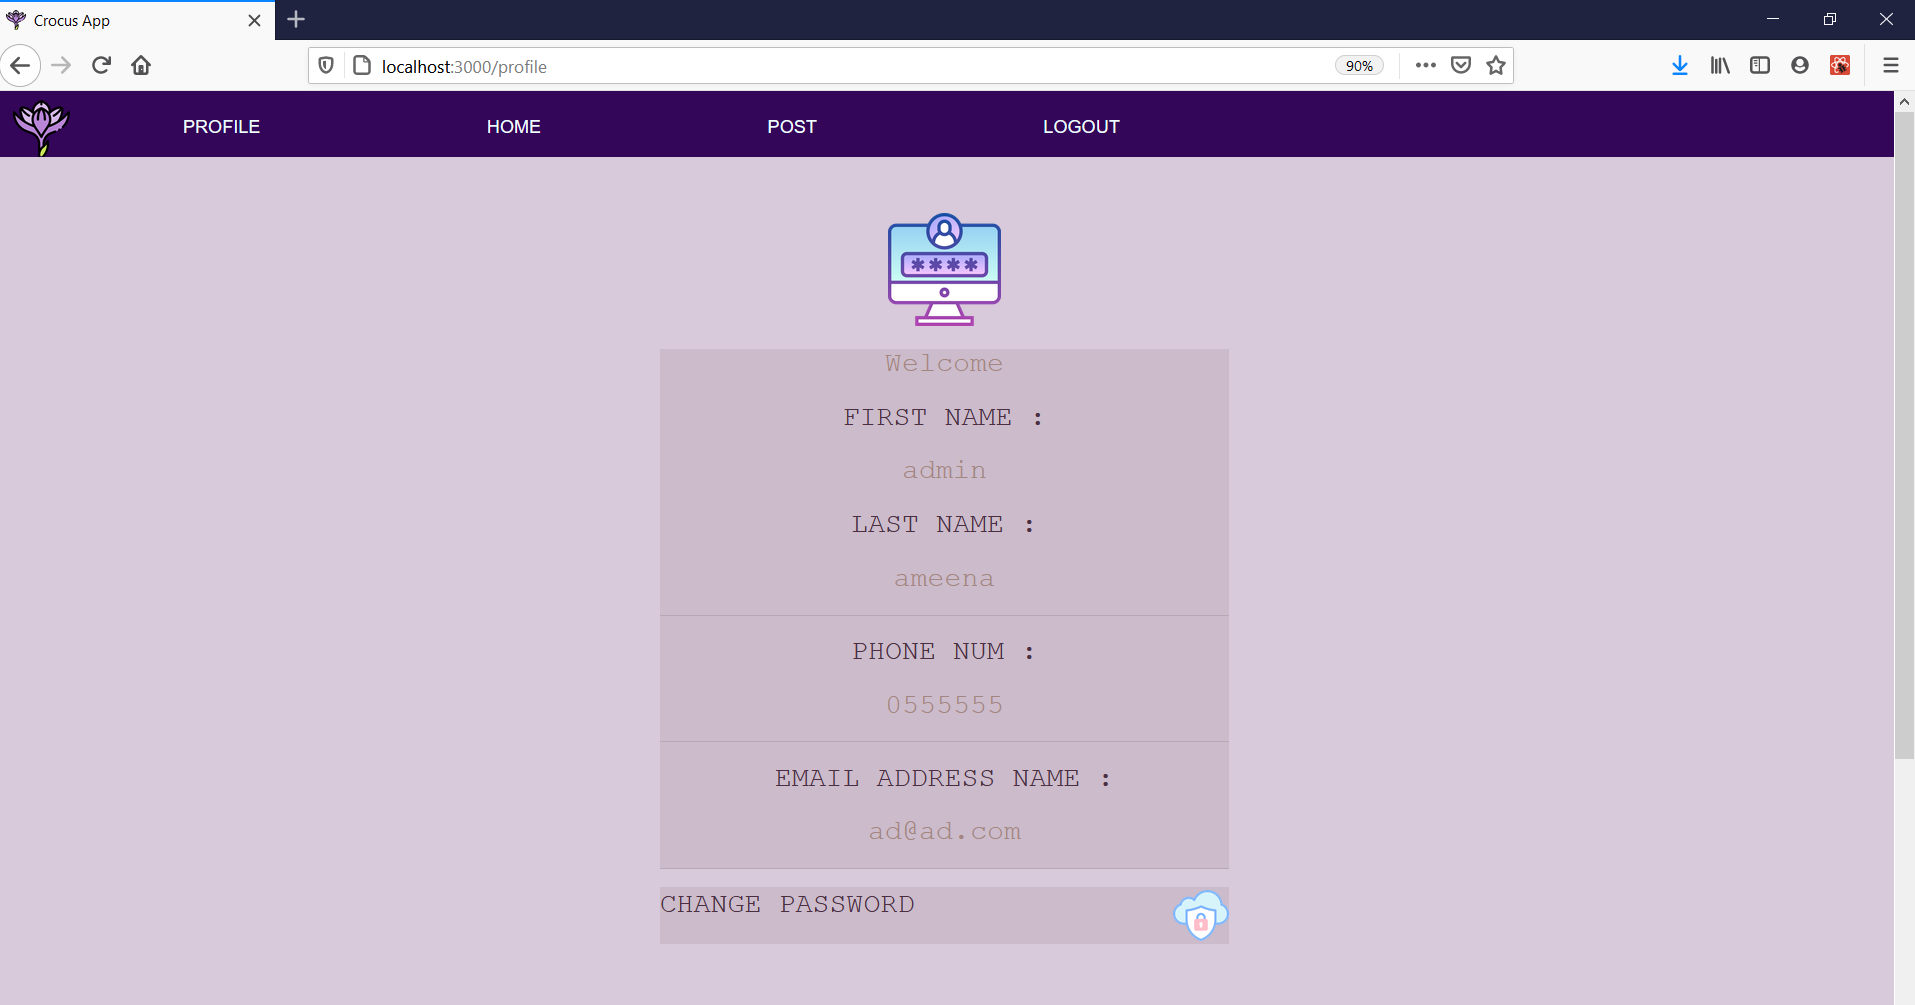 Crocus App
localhost:3000/profile
90%
PROFILE HOME POST LOGOUT
****
Welcome
FIRST NAME :
admin
LAST NAME :
ameena
PHONE NUM :
0555555
EMAIL ADDRESS NAME :
ad@ad.com
CHANGE PASSWORD